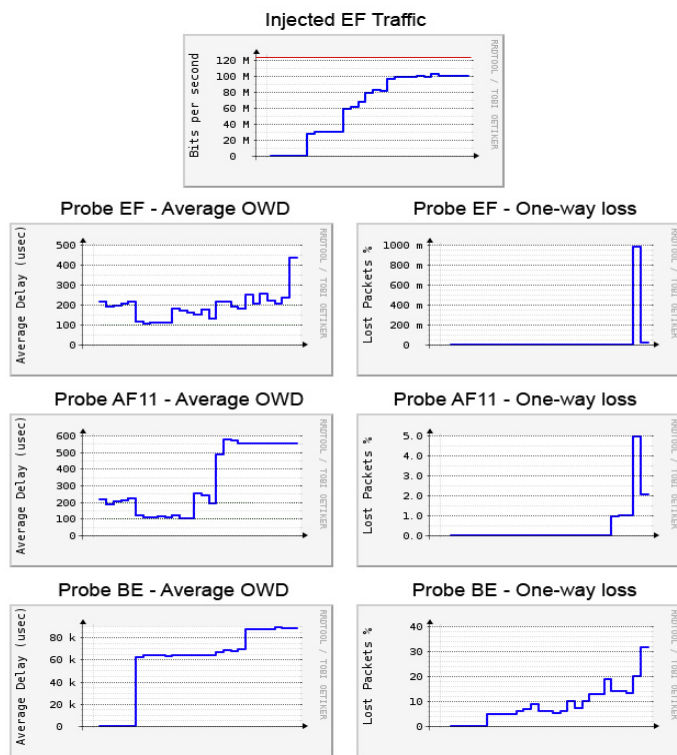 Injected EF Traffic
Bits per second
120 M
100 M
80 M
60 M
40 M
20 M
0
RRDTOOL / TOBI OETIKER
Probe EF - Average OWD
Average Delay (usec)
500
400
300
200
100
0
RRDTOOL / TOBI OETIKER
Probe EF - One-way loss
Lost Packets %
1000 m
800 m
600 m
400 m
200 m
0
RRDTOOL / TOBI OETIKER
Probe AF11 - Average OWD
Average Delay (usec)
600
500
400
300
200
100
0
RRDTOOL / TOBI OETIKER
Probe AF11 - One-way loss
Lost Packets %
5.0
4.0
3.0
2.0
1.0
0.0
RRDTOOL / TOBI OETIKER
Probe BE - Average OWD
Average Delay (usec)
80 k
60 k
40 k
20 k
0
RRDTOOL / TOBI OETIKER
Probe BE - One-way loss
Lost Packets %
40
30
20
10
0
RRDTOOL / TOBI OETIKER